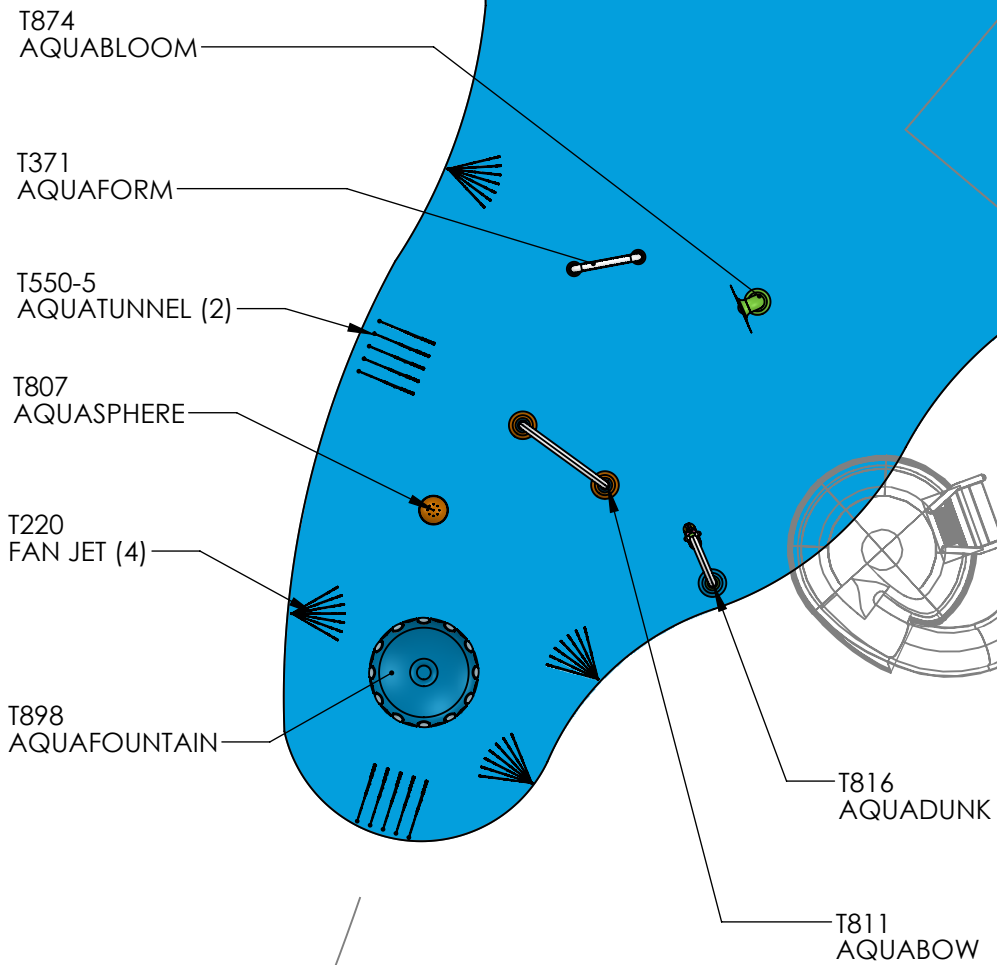 T874
AQUABLOOM
T371
AQUAFORM
T550-5
AQUATUNNEL (2)
T807
AQUASPHERE
T220
FAN JET (4)
T898
AQUAFOUNTAIN
T816
AQUADUNK
T811
AQUABOW